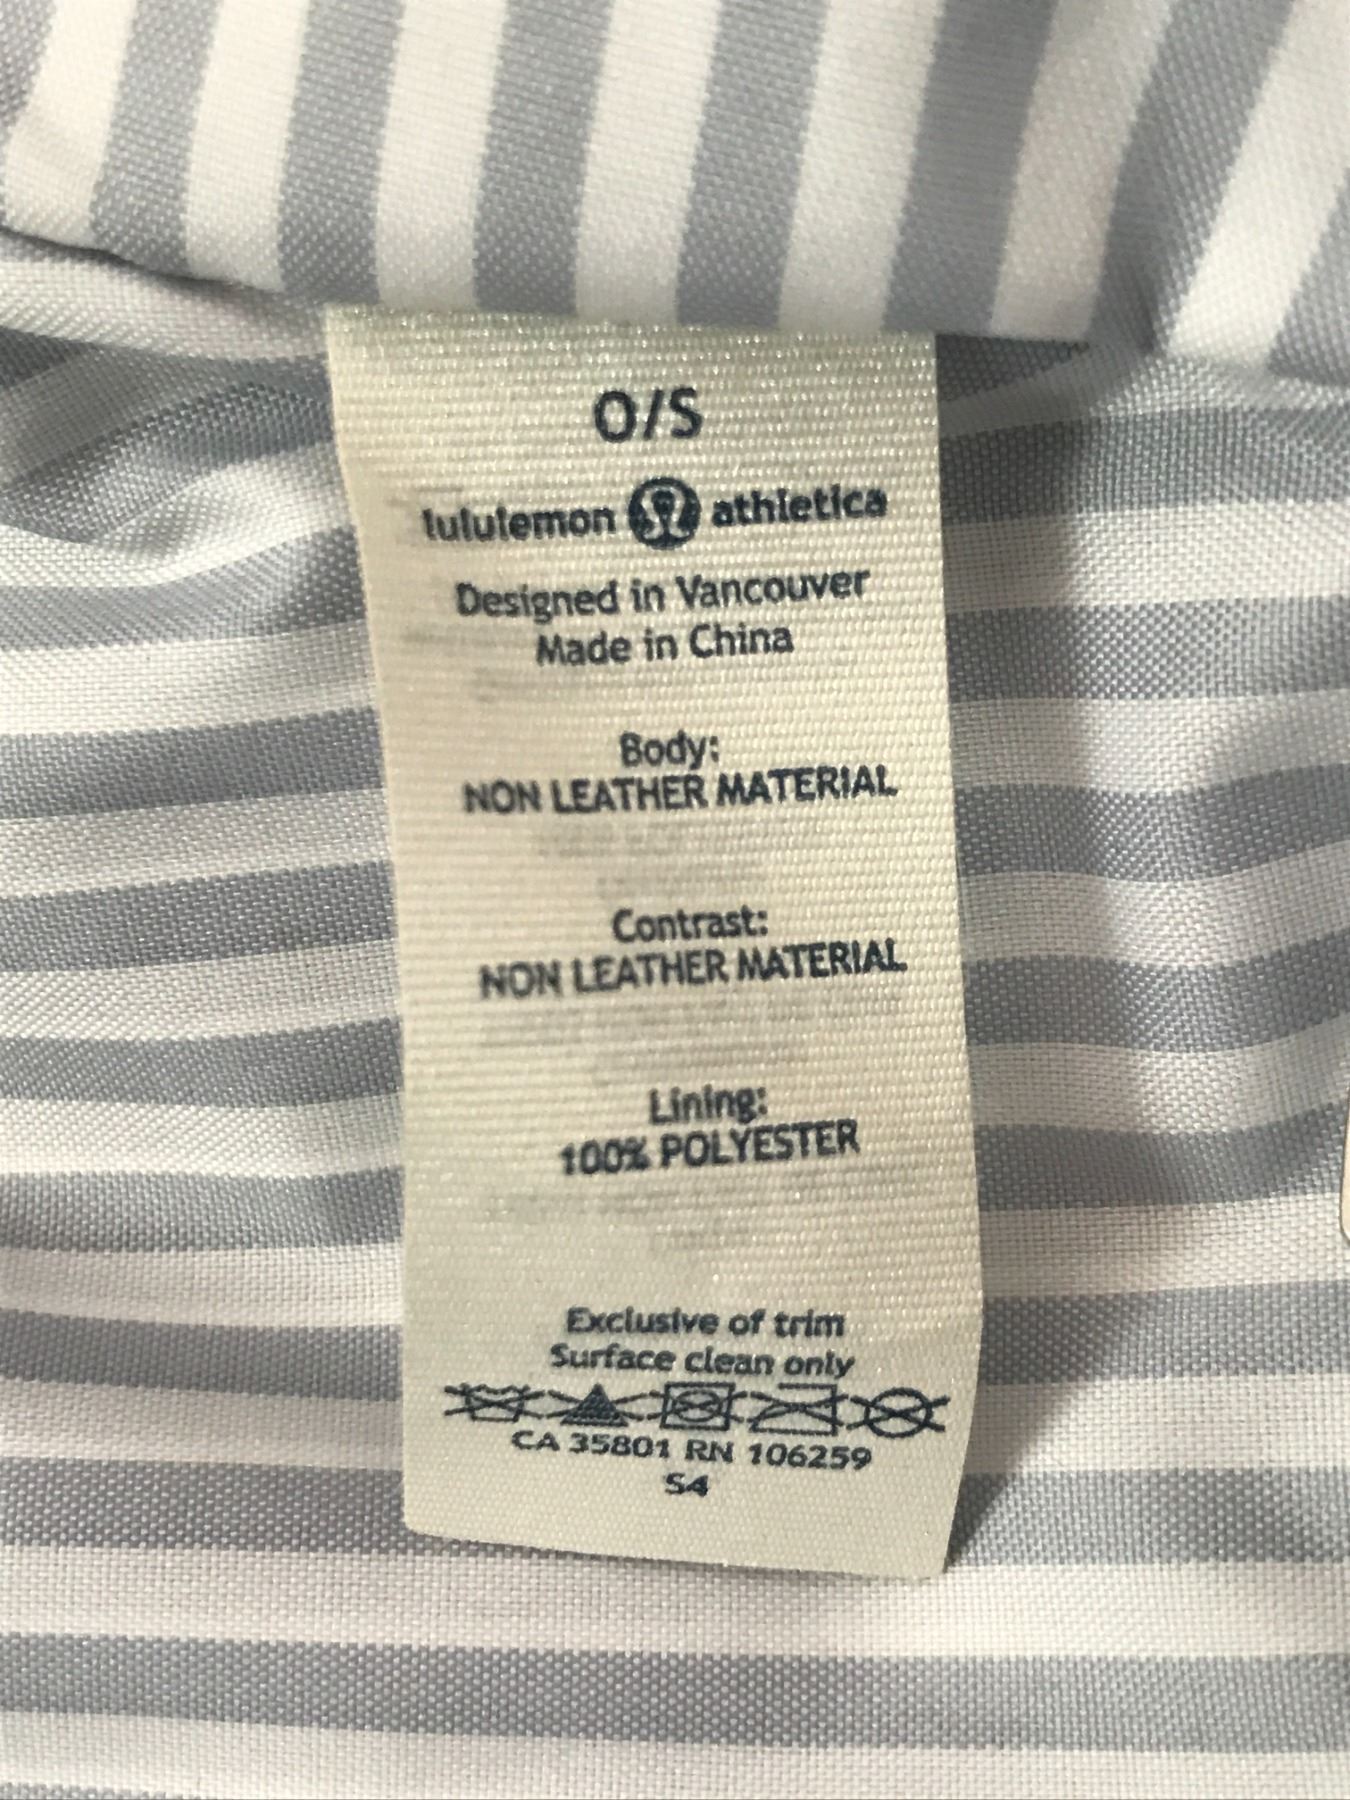 O/S
lululemon athletica
Designed in Vancouver
Made in China
Body:
NON LEATHER MATERIAL
Contrast:
NON LEATHER MATERIAL
Lining:
100% POLYESTER
Exclusive of trim
Surface clean only
CA 35801 RN 106259
S4